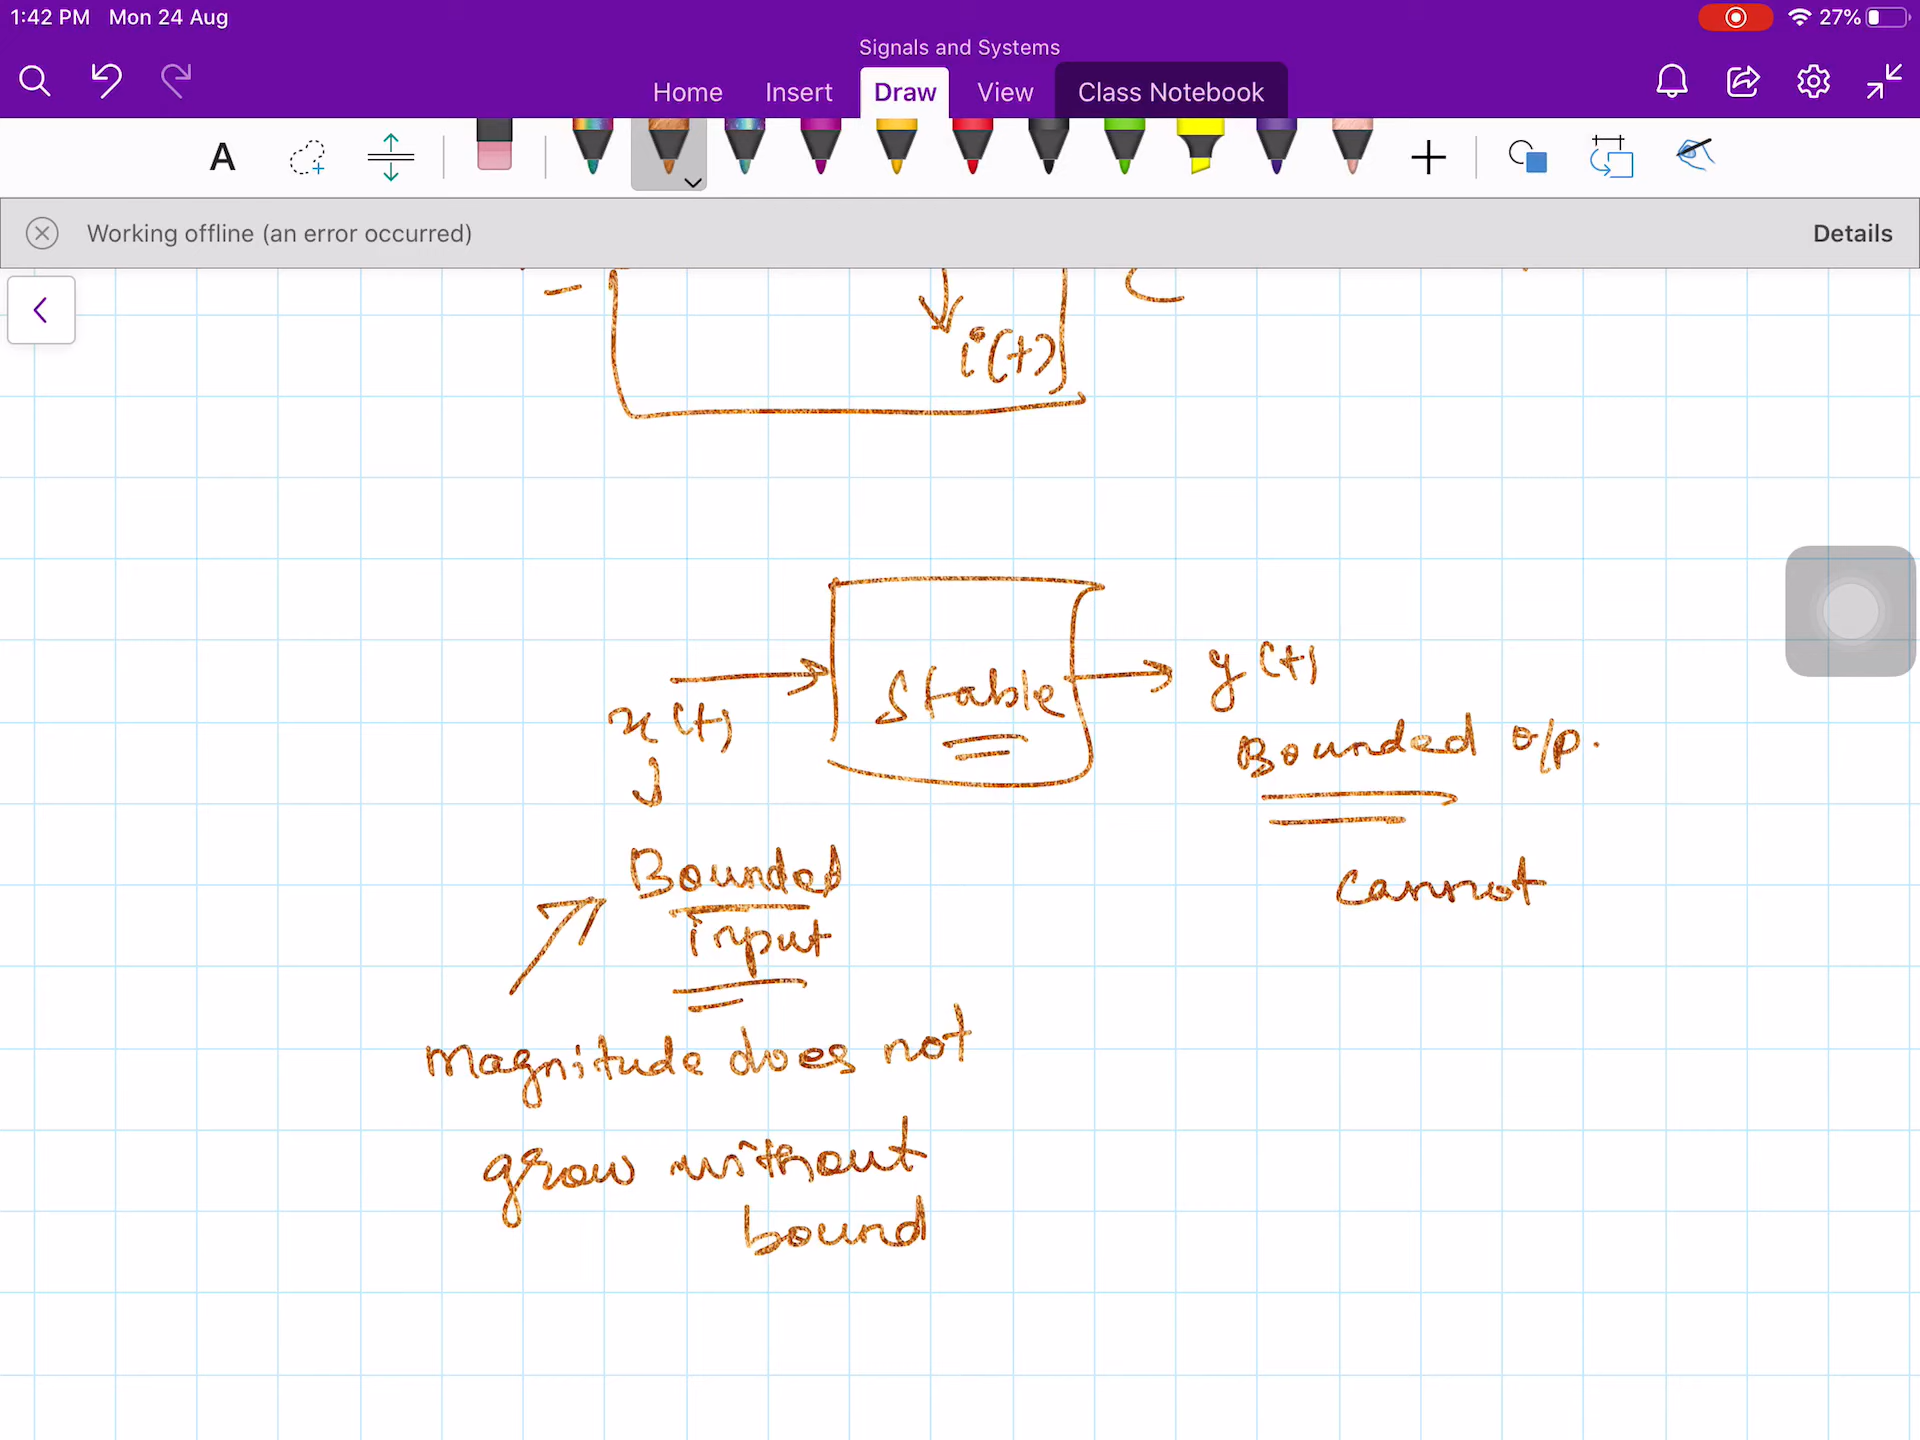 1:42 PM Mon 24 Aug
27%
Signals and Systems
Home Insert Draw View Class Notebook
A
Working offline (an error occurred)
Details
i(t)
Stable
y(t)
x(t)
Bounded o/p.
Bounded
input
cannot
magnitude does not
grow without
bound